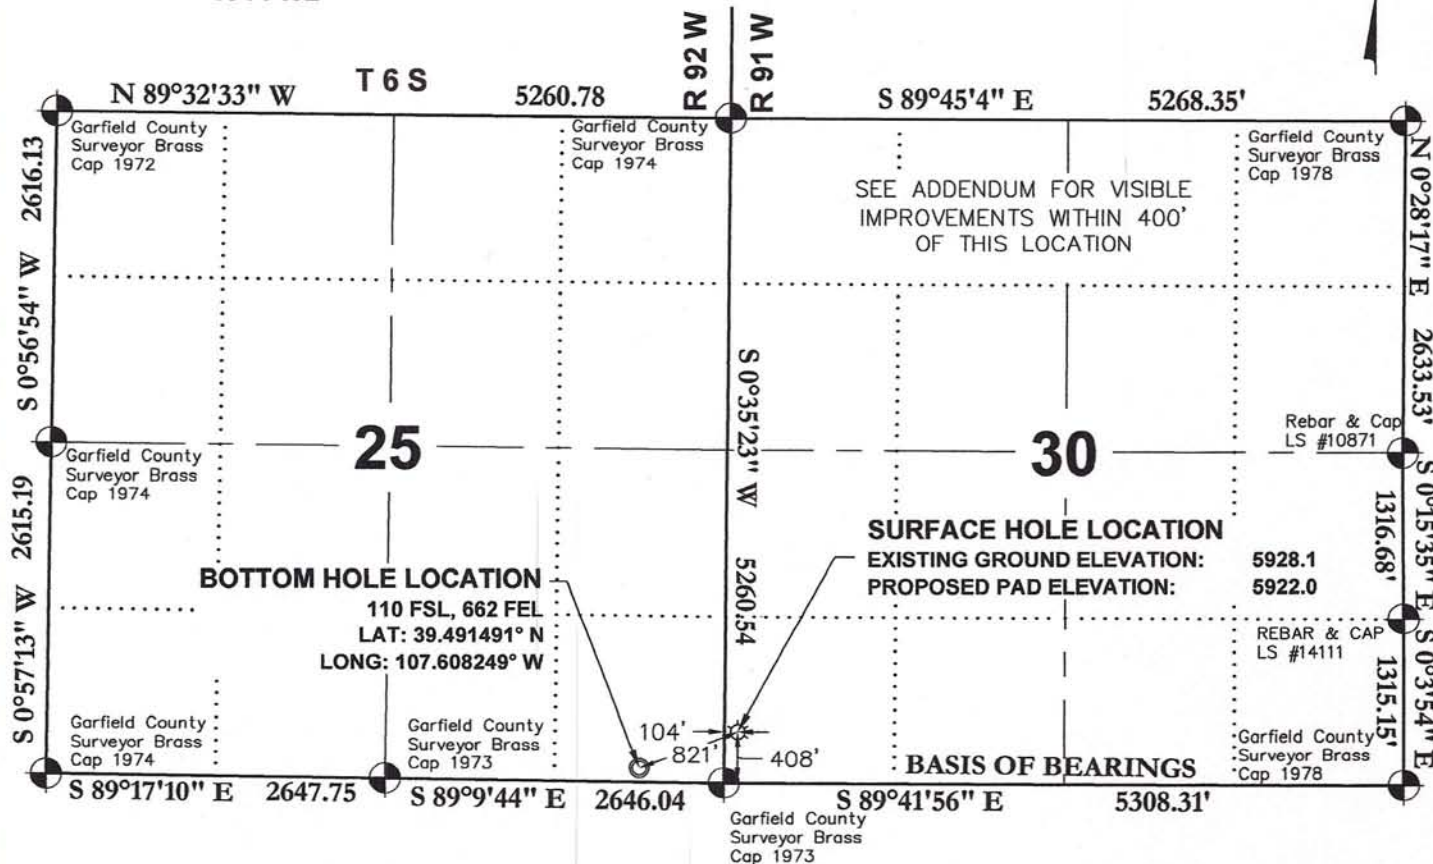 R 92 W
R 91 W
T 6 S
N 89°32'33" W 5260.78
S 89°45'4" E 5268.35'
Garfield County
Surveyor Brass
Cap 1972
Garfield County
Surveyor Brass
Cap 1974
Garfield County
Surveyor Brass
Cap 1978
SEE ADDENDUM FOR VISIBLE
IMPROVEMENTS WITHIN 400'
OF THIS LOCATION
S 0°56'54" W 2616.13
N 0°28'17" E 2633.53'
S 0°35'23" W 5260.54
25
30
Rebar & Cap
LS #10871
Garfield County
Surveyor Brass
Cap 1974
S 0°57'13" W 2615.19
S 0°15'35" E
1316.68'
SURFACE HOLE LOCATION
EXISTING GROUND ELEVATION: 5928.1
PROPOSED PAD ELEVATION: 5922.0
BOTTOM HOLE LOCATION
110 FSL, 662 FEL
LAT: 39.491491° N
LONG: 107.608249° W
REBAR & CAP
LS #14111
S 0°3'54" E
1315.15'
104'
821'
408'
Garfield County
Surveyor Brass
Cap 1974
Garfield County
Surveyor Brass
Cap 1973
BASIS OF BEARINGS
Garfield County
Surveyor Brass
Cap 1978
S 89°17'10" E 2647.75
S 89°9'44" E 2646.04
S 89°41'56" E 5308.31'
Garfield County
Surveyor Brass
Cap 1973